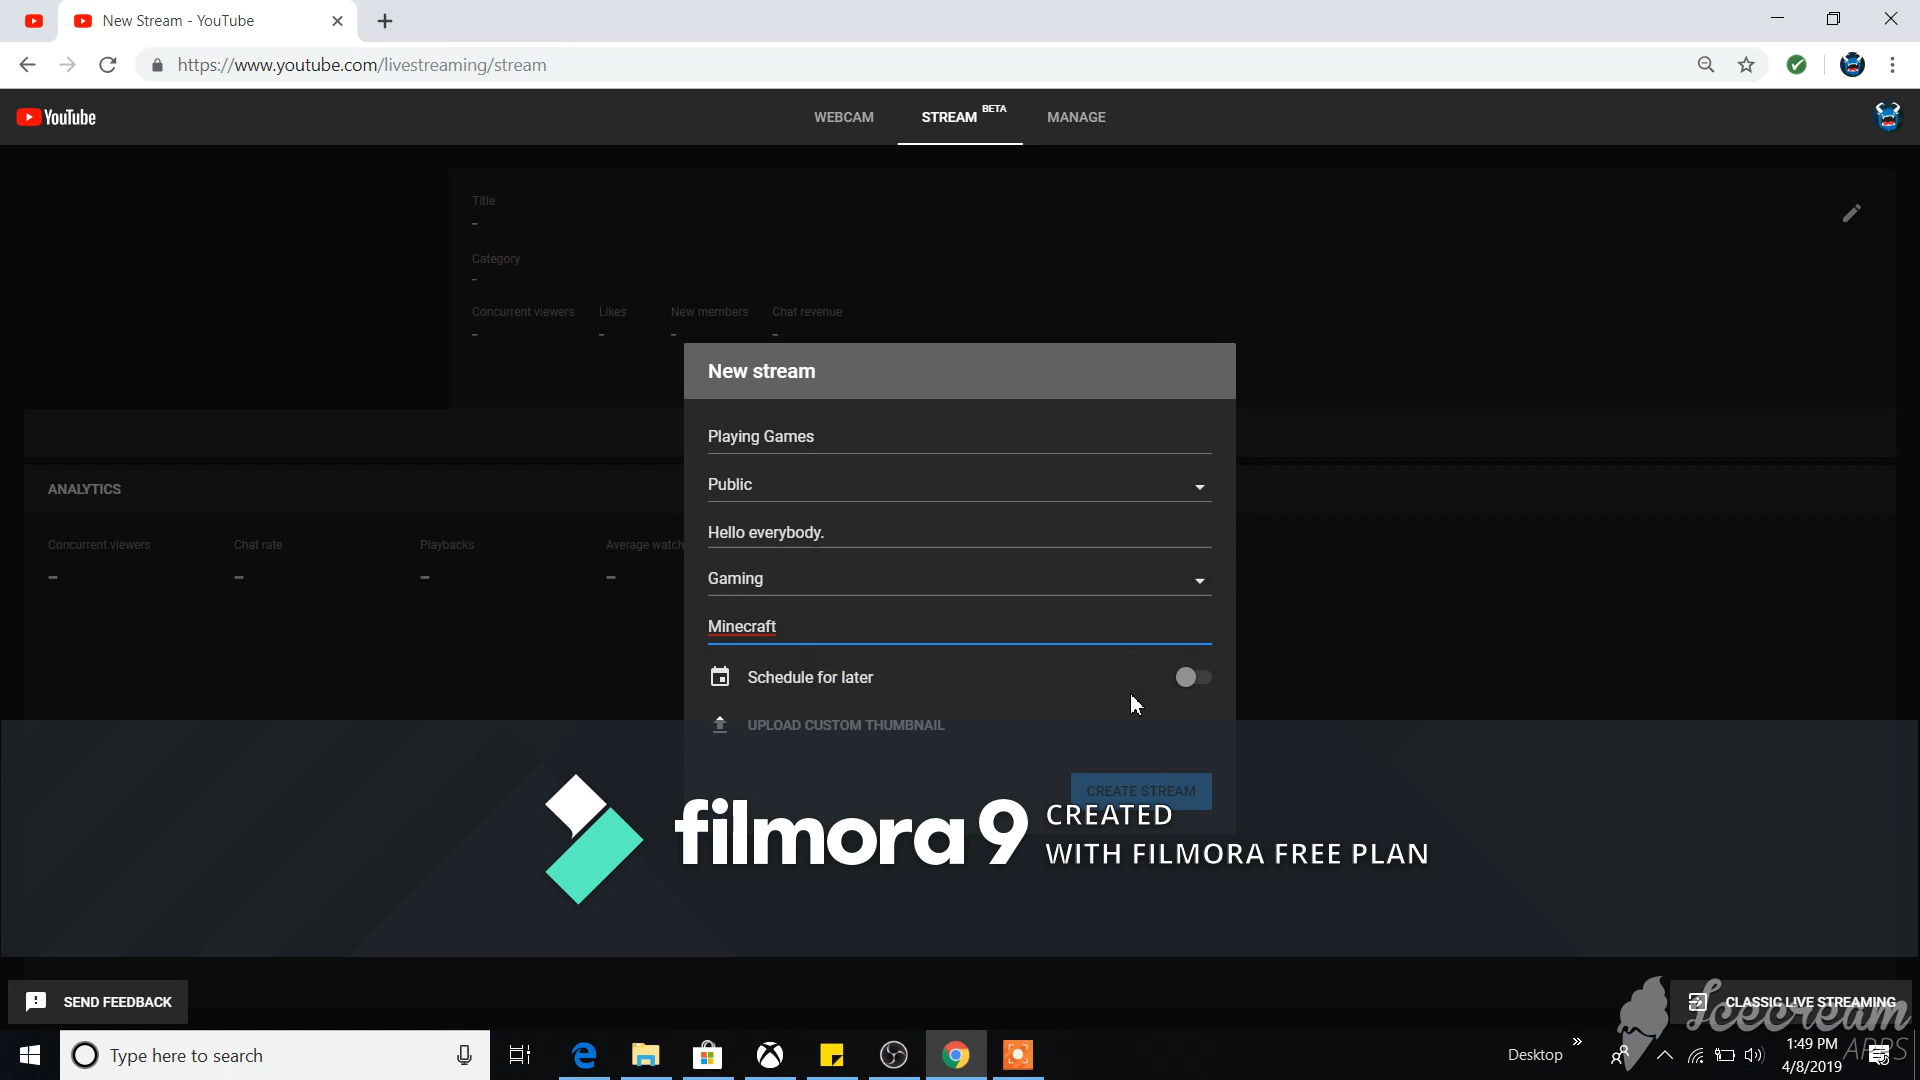 New Stream - YouTube
https://www.youtube.com/livestreaming/stream
YouTube
WEBCAM
STREAM BETA
MANAGE
Title
-
Category
-
Concurrent viewers Likes New members Chat revenue
- - - -
New stream
Playing Games
Public
Hello everybody.
Gaming
Minecraft
Schedule for later
UPLOAD CUSTOM THUMBNAIL
CREATE STREAM
ANALYTICS
Concurrent viewers Chat rate Playbacks Average watch
- - - -
filmora 9 CREATED
WITH FILMORA FREE PLAN
SEND FEEDBACK
CLASSIC LIVE STREAMING
Icecream
APPS
Type here to search
Desktop
1:49 PM
4/8/2019